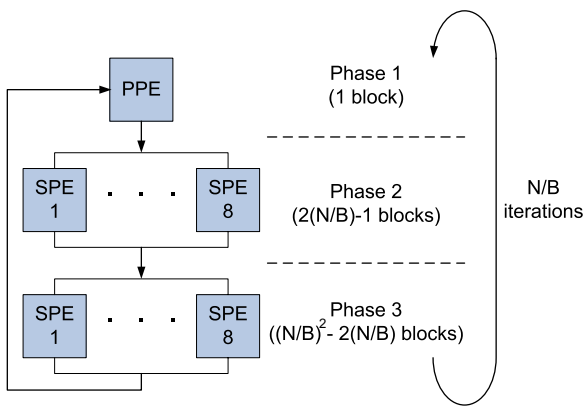 PPE
Phase 1
(1 block)
SPE
1
. . .
SPE
8
Phase 2
(2(N/B)-1 blocks)
N/B
iterations
SPE
1
. . .
SPE
8
Phase 3
((N/B)²- 2(N/B) blocks)